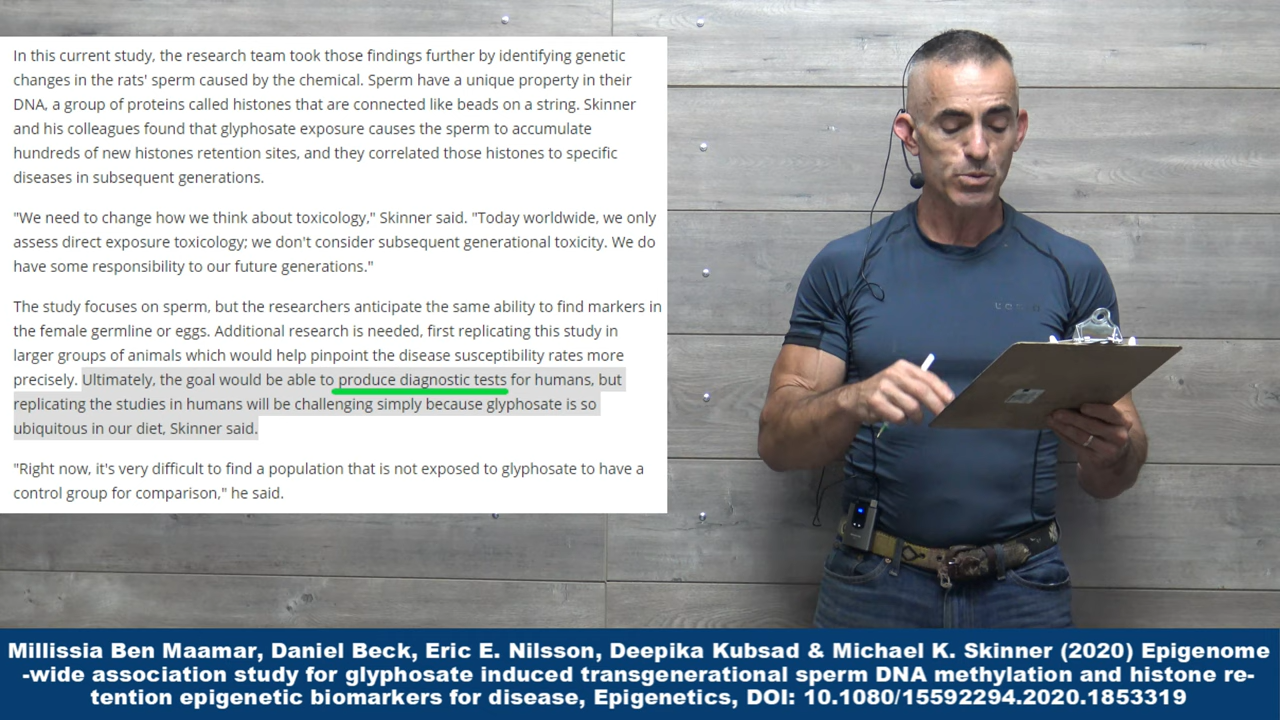 In this current study, the research team took those findings further by identifying genetic
changes in the rats' sperm caused by the chemical. Sperm have a unique property in their
DNA, a group of proteins called histones that are connected like beads on a string. Skinner
and his colleagues found that glyphosate exposure causes the sperm to accumulate
hundreds of new histones retention sites, and they correlated those histones to specific
diseases in subsequent generations.
"We need to change how we think about toxicology," Skinner said. "Today worldwide, we only
assess direct exposure toxicology; we don't consider subsequent generational toxicity. We do
have some responsibility to our future generations."
The study focuses on sperm, but the researchers anticipate the same ability to find markers in
the female germline or eggs. Additional research is needed, first replicating this study in
larger groups of animals which would help pinpoint the disease susceptibility rates more
precisely. Ultimately, the goal would be able to produce diagnostic tests for humans, but
replicating the studies in humans will be challenging simply because glyphosate is so
ubiquitous in our diet, Skinner said.
"Right now, it's very difficult to find a population that is not exposed to glyphosate to have a
control group for comparison," he said.
Millissia Ben Maamar, Daniel Beck, Eric E. Nilsson, Deepika Kubsad & Michael K. Skinner (2020) Epigenome
-wide association study for glyphosate induced transgenerational sperm DNA methylation and histone re-
tention epigenetic biomarkers for disease, Epigenetics, DOI: 10.1080/15592294.2020.1853319